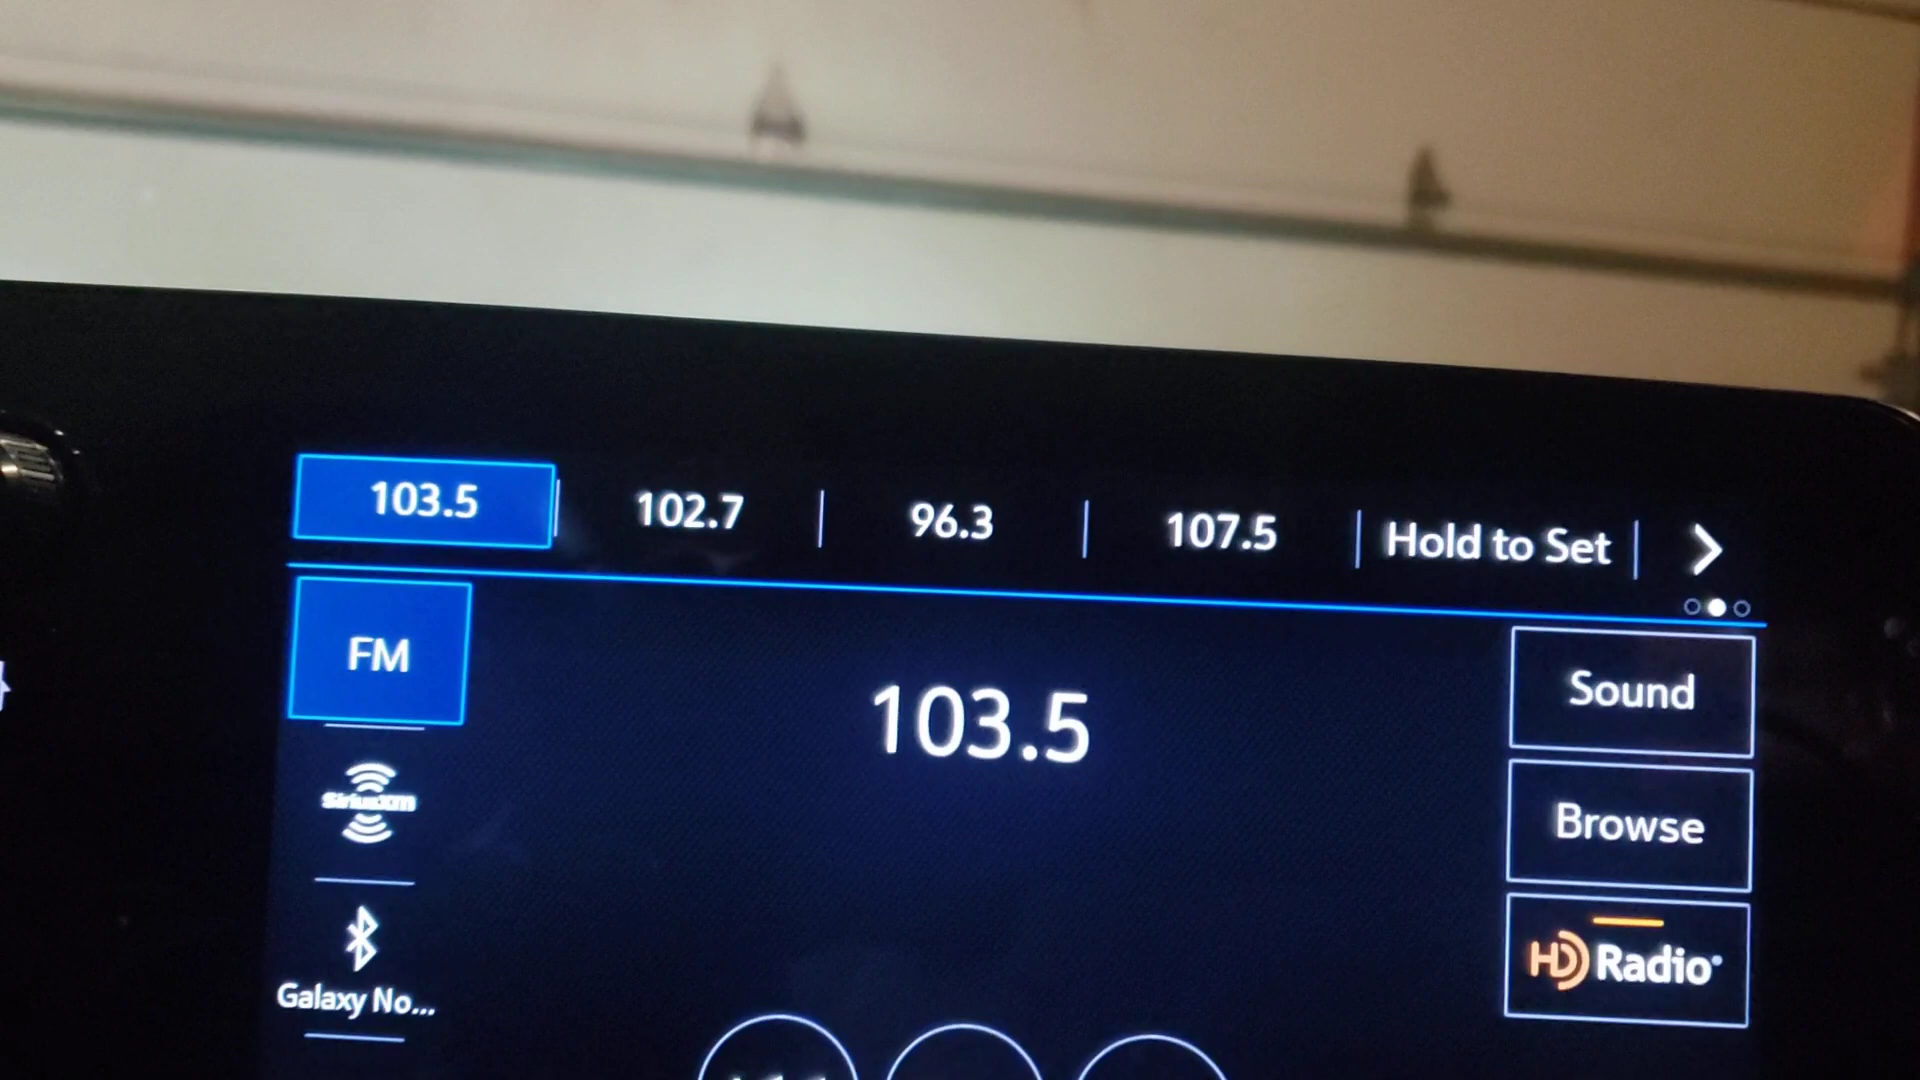 103.5 102.7 96.3 107.5 Hold to Set
FM
103.5
Sound
SiriusXM
Browse
Galaxy No...
HD Radio